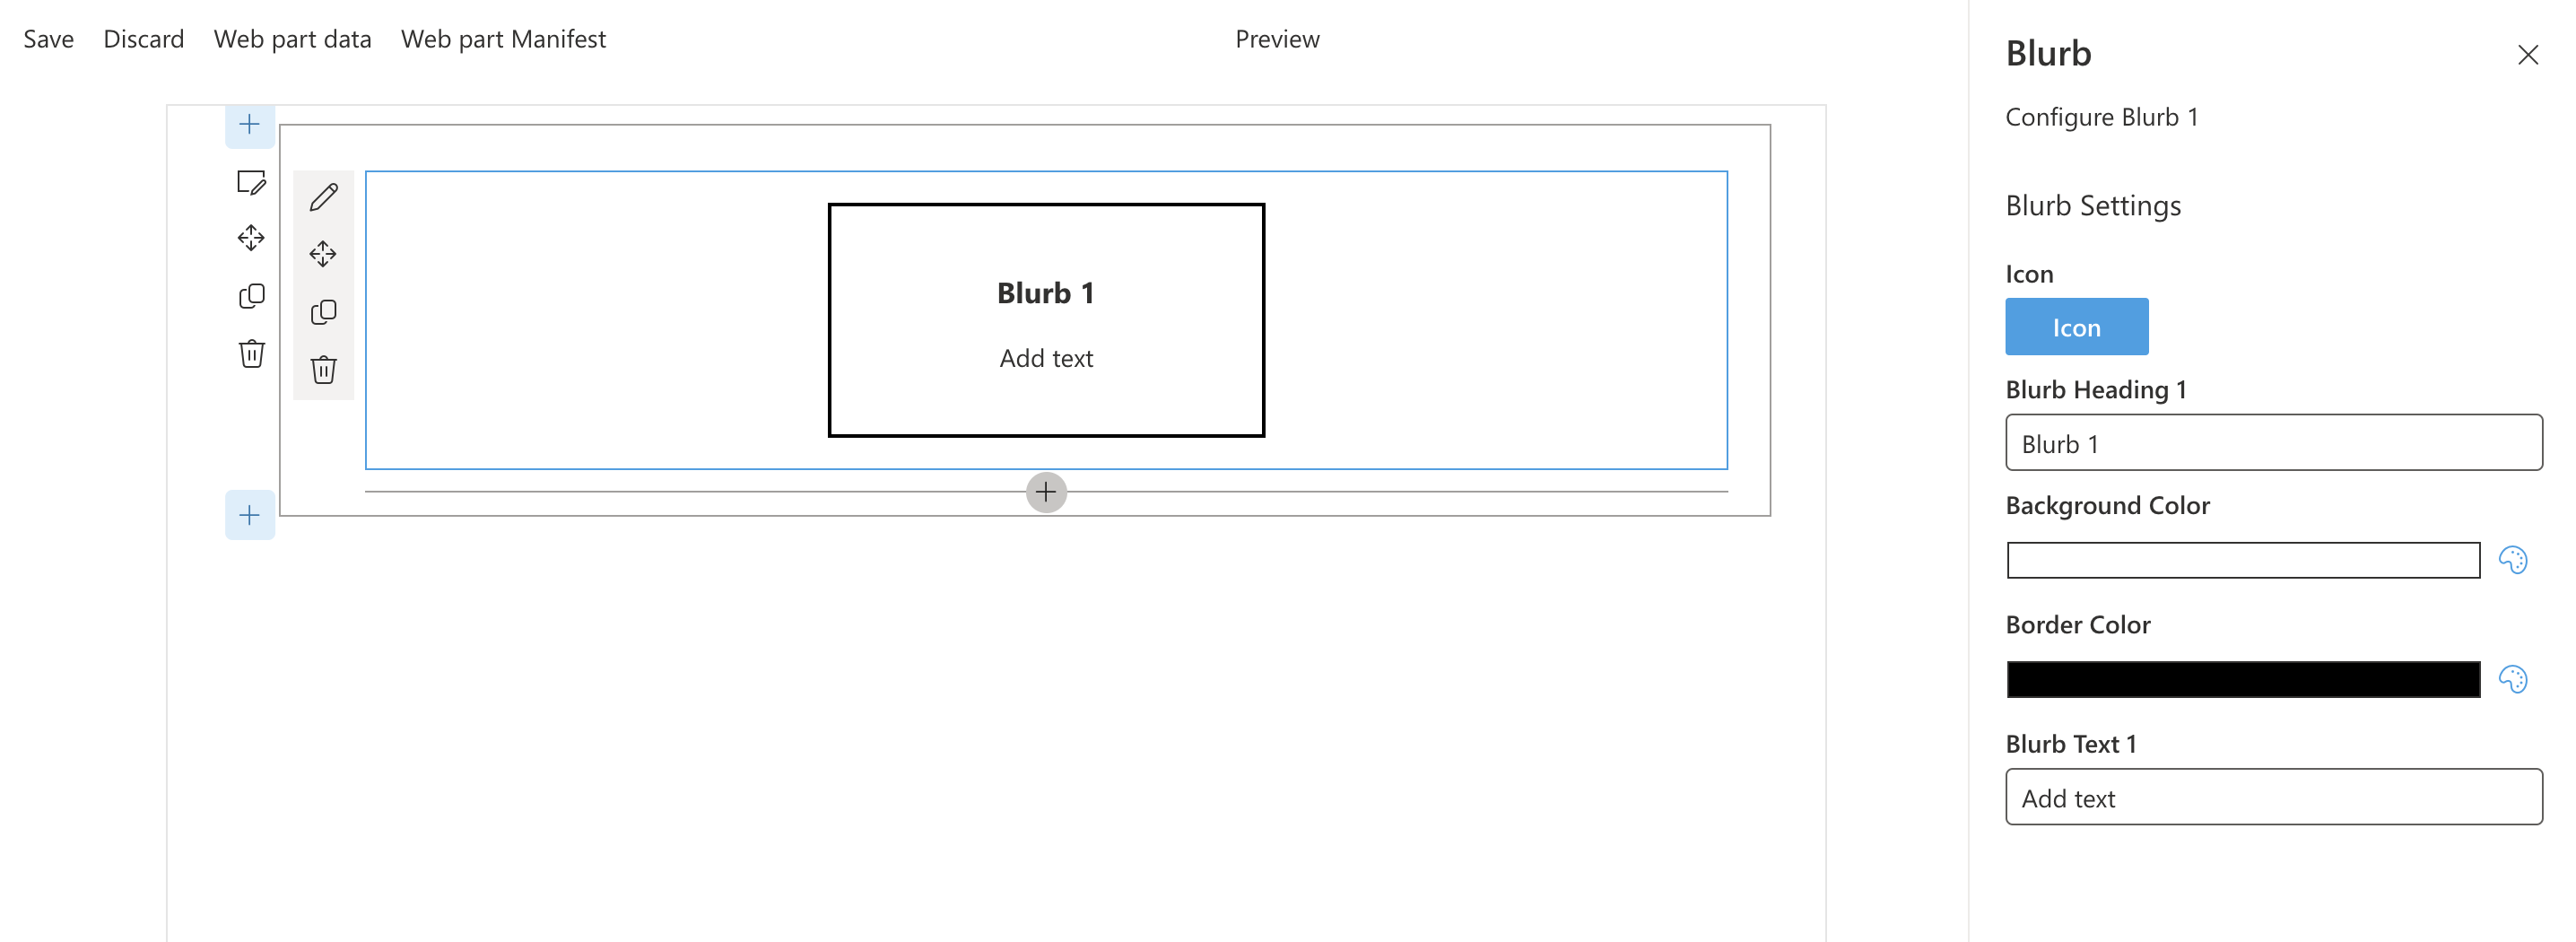 Save Discard Web part data Web part Manifest Preview
Blurb 1
Add text
Blurb
Configure Blurb 1
Blurb Settings
Icon
Icon
Blurb Heading 1
Blurb 1
Background Color
Border Color
Blurb Text 1
Add text